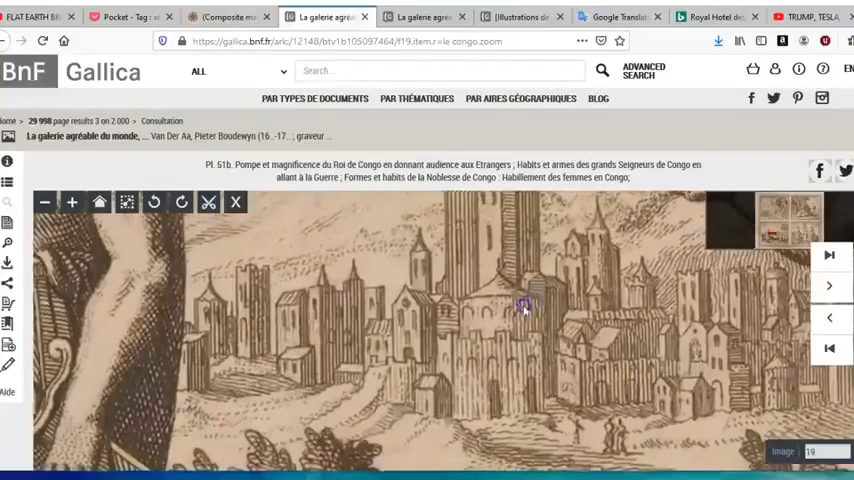 FLAT EARTH BR
Pocket - Tag : at
(Composite ma
La galerie agréal
La galerie agré
[Illustrations de
Google Translat
Royal Hotel des
TRUMP, TESLA
https://gallica.bnf.fr/ark:/12148/btv1b105097464/f19.item.r=le congo.zoom
BnF Gallica
ALL
Search...
ADVANCED SEARCH
EN
PAR TYPES DE DOCUMENTS
PAR THÉMATIQUES
PAR AIRES GÉOGRAPHIQUES
BLOG
Home › 29 998 page results 3 on 2 000 › Consultation
La galerie agréable du monde, .... Van Der Aa, Pieter Boudewyn (16..-17.. ; graveur ...
Pl. 51b. Pompe et magnificence du Roi de Congo en donnant audience aux Etrangers ; Habits et armes des grands Seigneurs de Congo en
allant à la Guerre ; Formes et habits de la Noblesse de Congo : Habillement des femmes en Congo;
Aide
Image
19